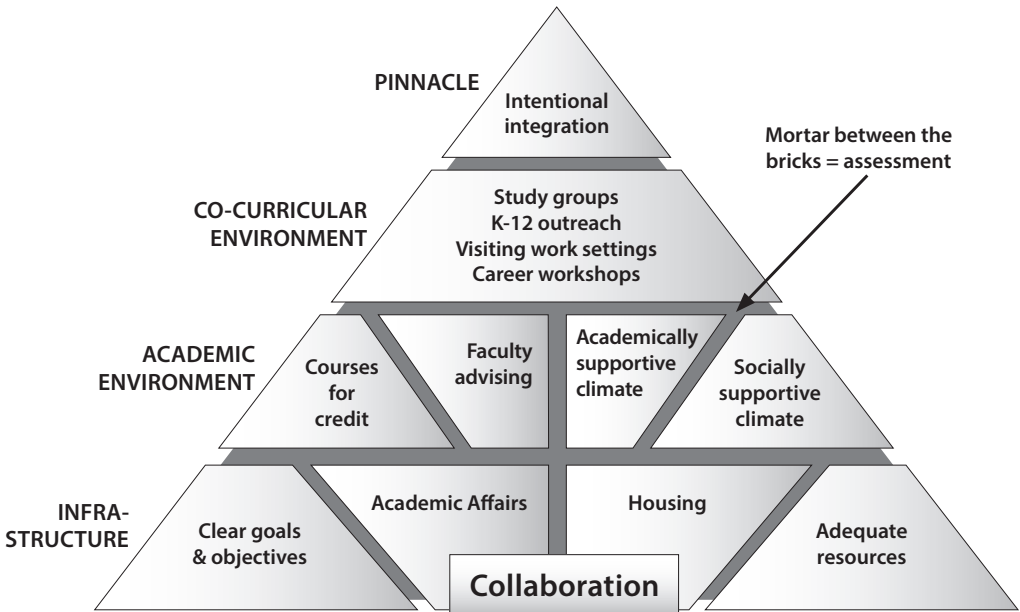 PINNACLE
Intentional
integration
Mortar between the
bricks = assessment
CO-CURRICULAR
ENVIRONMENT
Study groups
K-12 outreach
Visiting work settings
Career workshops
ACADEMIC
ENVIRONMENT
Courses
for
credit
Faculty
advising
Academically
supportive
climate
Socially
supportive
climate
INFRA-
STRUCTURE
Clear goals
& objectives
Academic Affairs
Housing
Adequate
resources
Collaboration